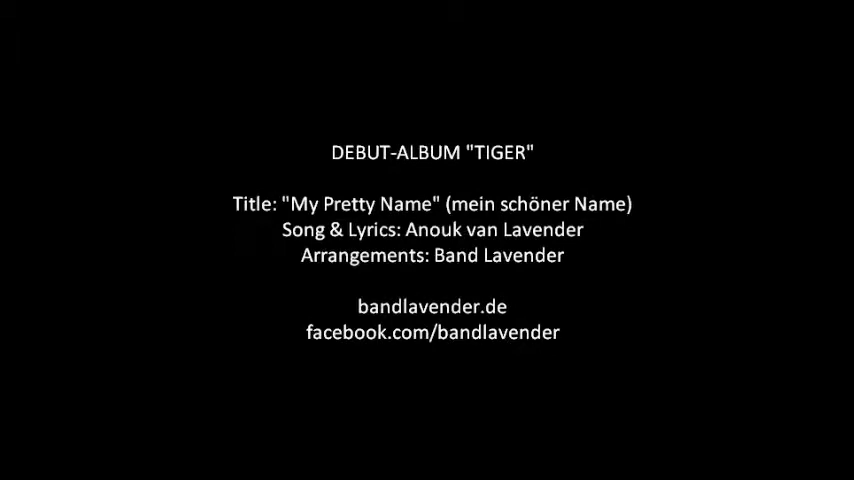 DEBUT-ALBUM "TIGER"
Title: "My Pretty Name" (mein schöner Name)
Song & Lyrics: Anouk van Lavender
Arrangements: Band Lavender
bandlavender.de
facebook.com/bandlavender